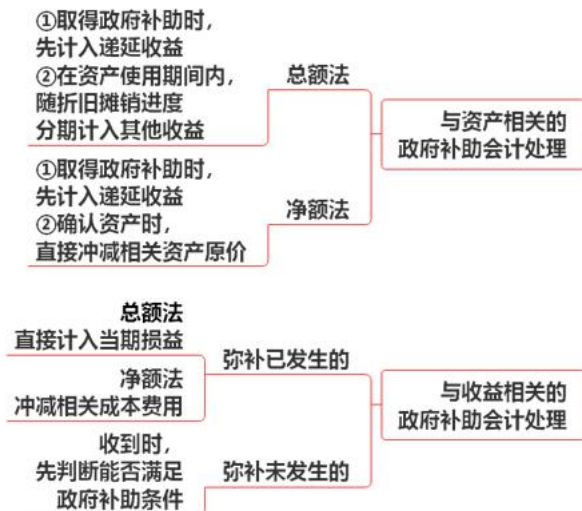 ①取得政府补助时，
先计入递延收益
②在资产使用期间内，
随折旧摊销进度
分期计入其他收益
总额法
①取得政府补助时，
先计入递延收益
②确认资产时，
直接冲减相关资产原价
净额法
与资产相关的
政府补助会计处理
总额法
直接计入当期损益
净额法
冲减相关成本费用
弥补已发生的
收到时，
先判断能否满足
政府补助条件
弥补未发生的
与收益相关的
政府补助会计处理